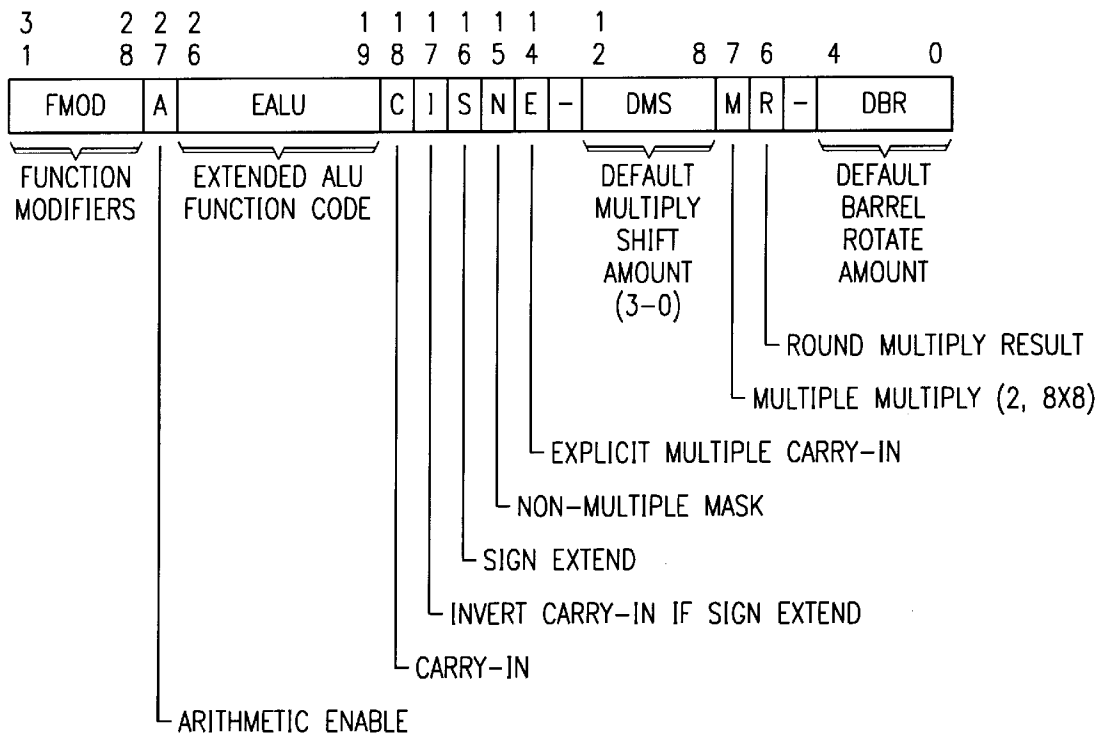 3 2 2 2 1 1 1 1 1 1 1
1 8 7 6 9 8 7 6 5 4 2 8 7 6 4 0
FMOD A EALU C I S N E - DMS M R - DBR
FUNCTION MODIFIERS
EXTENDED ALU FUNCTION CODE
DEFAULT MULTIPLY SHIFT AMOUNT (3-0)
DEFAULT BARREL ROTATE AMOUNT
ROUND MULTIPLY RESULT
MULTIPLE MULTIPLY (2, 8X8)
EXPLICIT MULTIPLE CARRY-IN
NON-MULTIPLE MASK
SIGN EXTEND
INVERT CARRY-IN IF SIGN EXTEND
CARRY-IN
ARITHMETIC ENABLE